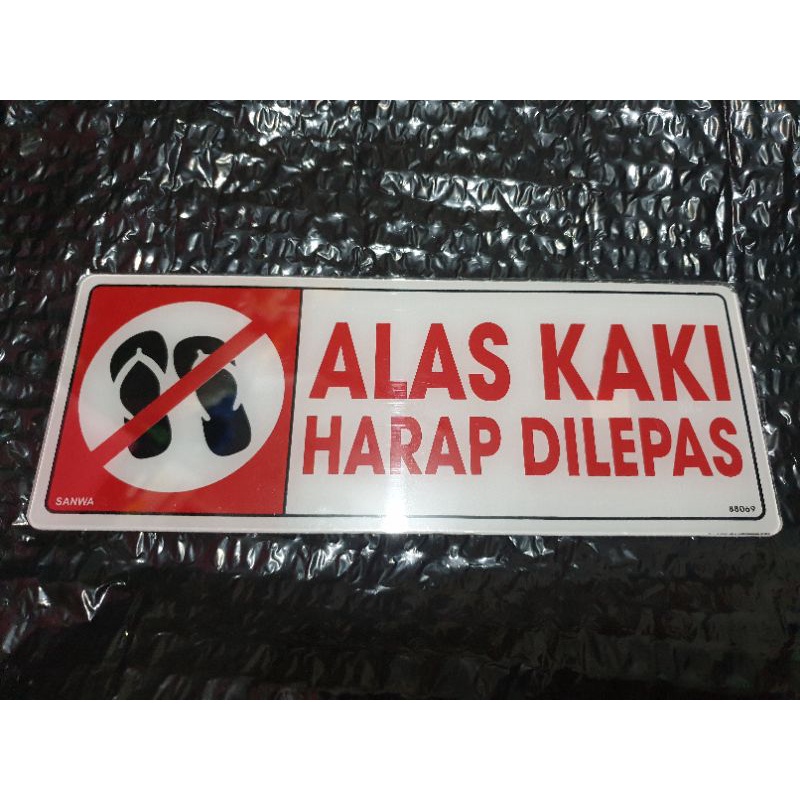 ALAS KAKI
HARAP DILEPAS
SANWA
88069